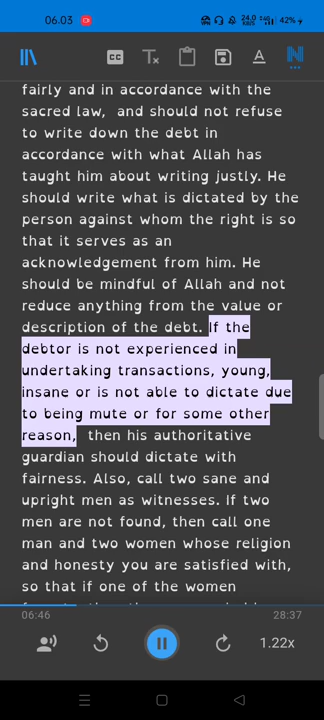 06.03
24.0
KB/S
42%
CC
fairly and in accordance with the
sacred law,  and should not refuse
to write down the debt in
accordance with what Allah has
taught him about writing justly. He
should write what is dictated by the
person against whom the right is so
that it serves as an
acknowledgement from him. He
should be mindful of Allah and not
reduce anything from the value or
description of the debt. If the
debtor is not experienced in
undertaking transactions, young,
insane or is not able to dictate due
to being mute or for some other
reason,  then his authoritative
guardian should dictate with
fairness. Also, call two sane and
upright men as witnesses. If two
men are not found, then call one
man and two women whose religion
and honesty you are satisfied with,
so that if one of the women
06:46
28:37
1.22x